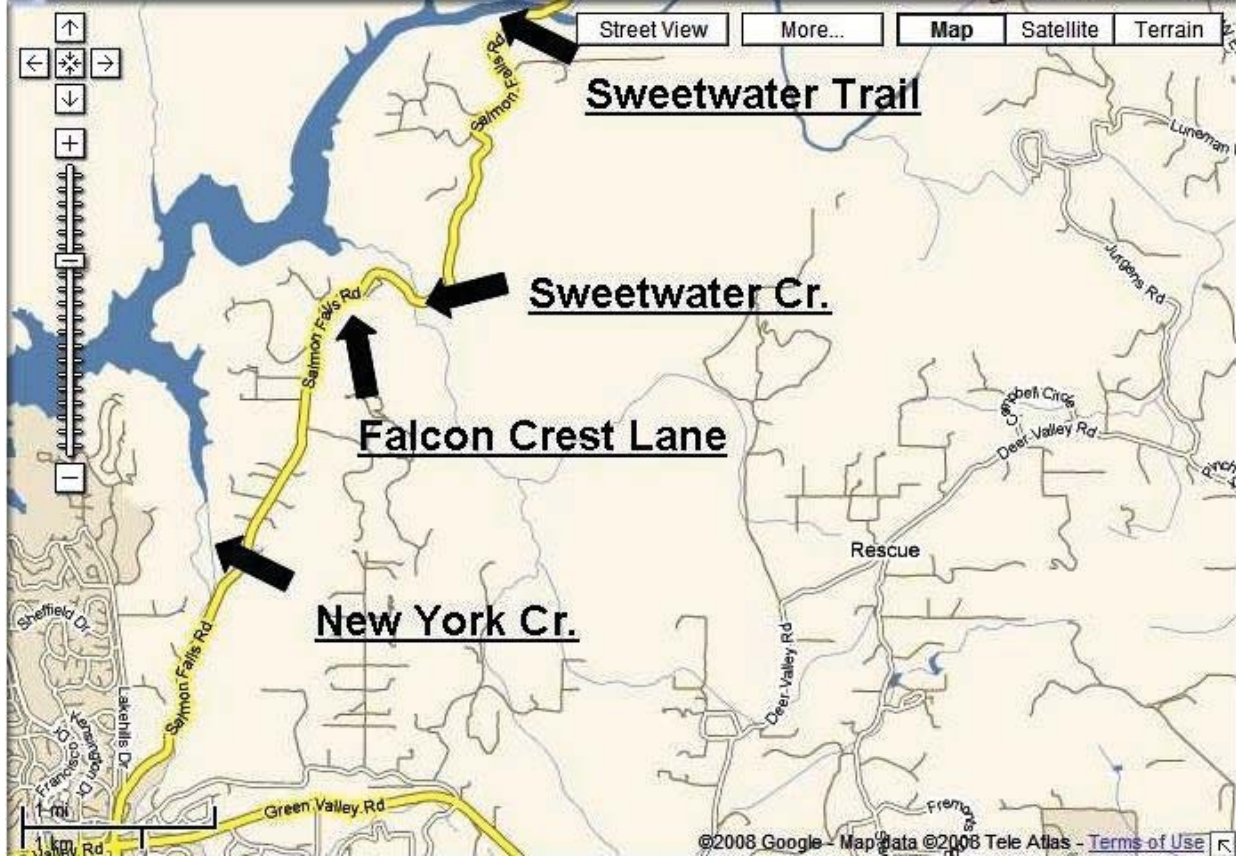 Street View
More...
Map
Satellite
Terrain
Sweetwater Trail
Salmon Falls Rd
Salmon Falls Rd
Luneman
Jurgens Rd
Sweetwater Cr.
Salmon Falls Rd
Falcon Crest Lane
Campbell Circle
Deer Valley Rd
Rescue
New York Cr.
Sheffield Dr
Salmon Falls Rd
Lakehills Dr
Kensington Dr
Francisco Dr
Deer Valley Rd
1 mi
Green Valley Rd
Fremonts
1 km
Valley Rd
©2008 Google - Map data ©2008 Tele Atlas - Terms of Use